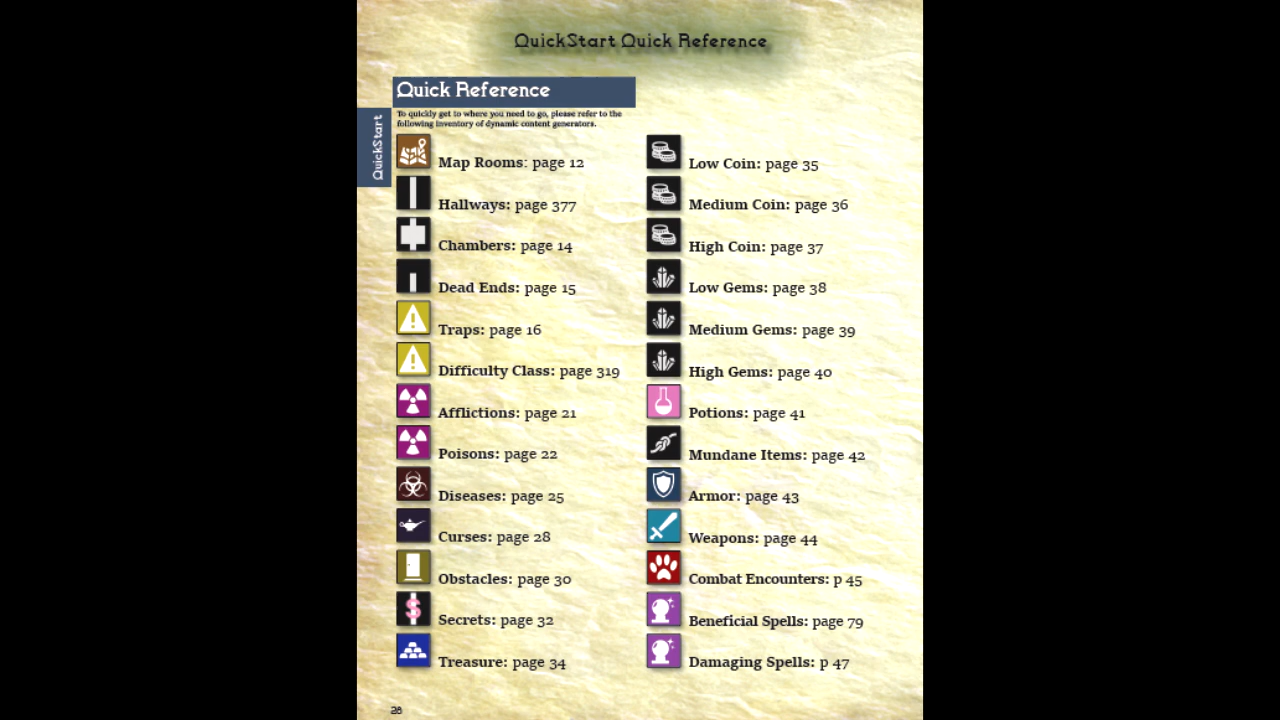 QuickStart Quick Reference
Quick Reference
To quickly get to where you need to go, please refer to the
following inventory of dynamic content generators.
QuickStart
Map Rooms: page 12
Hallways: page 377
Chambers: page 14
Dead Ends: page 15
Traps: page 16
Difficulty Class: page 319
Afflictions: page 21
Poisons: page 22
Diseases: page 25
Curses: page 28
Obstacles: page 30
Secrets: page 32
Treasure: page 34
Low Coin: page 35
Medium Coin: page 36
High Coin: page 37
Low Gems: page 38
Medium Gems: page 39
High Gems: page 40
Potions: page 41
Mundane Items: page 42
Armor: page 43
Weapons: page 44
Combat Encounters: p 45
Beneficial Spells: page 79
Damaging Spells: p 47
28